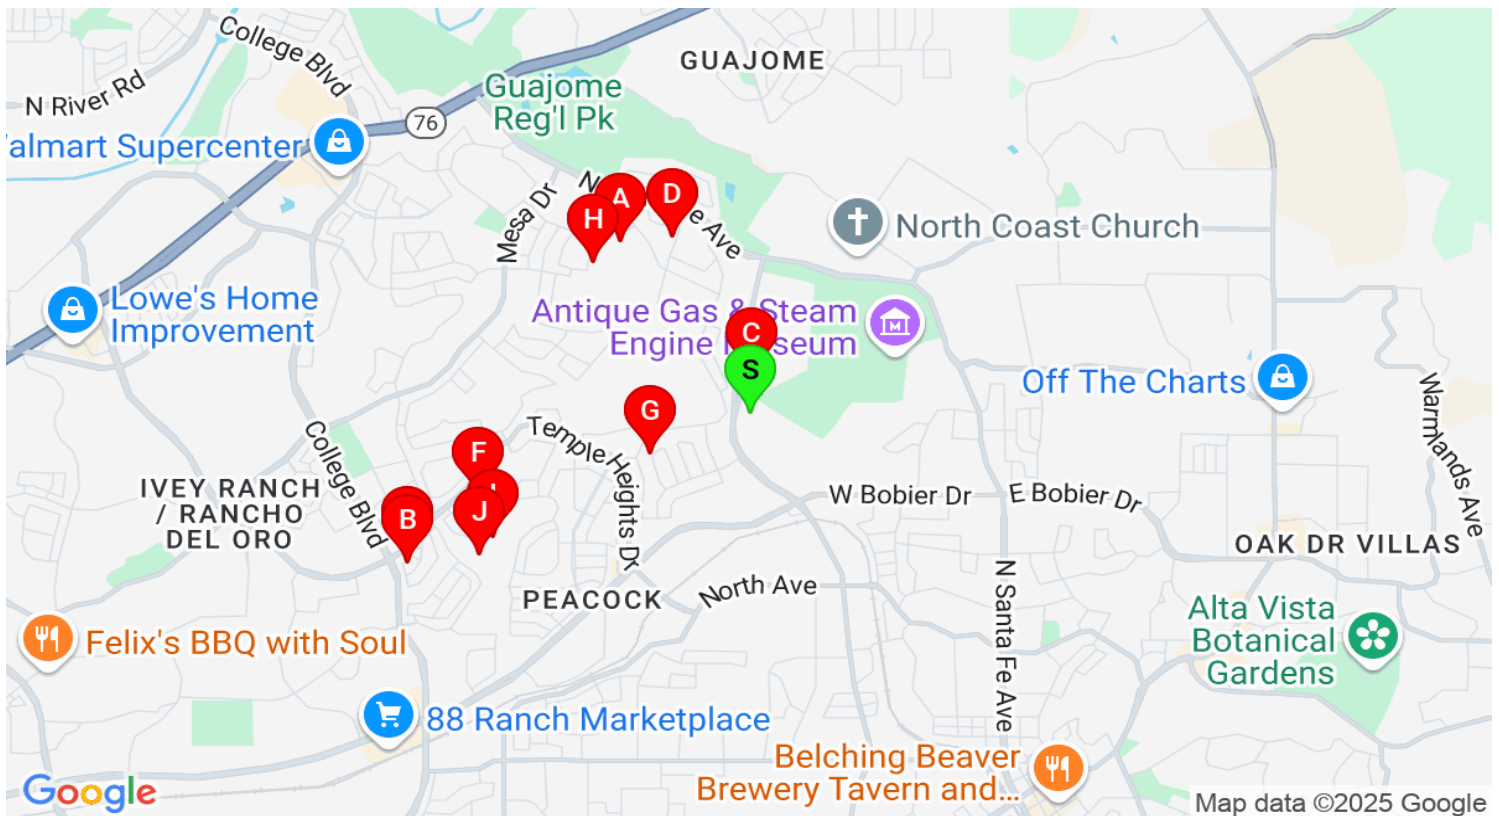 College Blvd
GUAJOME
N River Rd
Guajome
Reg'l Pk
76
almart Supercenter
Mesa Dr
N
A
D
H
e Ave
North Coast Church
Lowe's Home
Improvement
Antique Gas & Steam
Engine M seum
C
S
Off The Charts
Warmlands Ave
G
Temple Heights Dr
College Blvd
F
IVEY RANCH
/ RANCHO
DEL ORO
B
J
W Bobier Dr
E Bobier Dr
OAK DR VILLAS
PEACOCK
North Ave
N Santa Fe Ave
Alta Vista
Botanical
Gardens
Felix's BBQ with Soul
88 Ranch Marketplace
Belching Beaver
Brewery Tavern and...
Google
Map data ©2025 Google